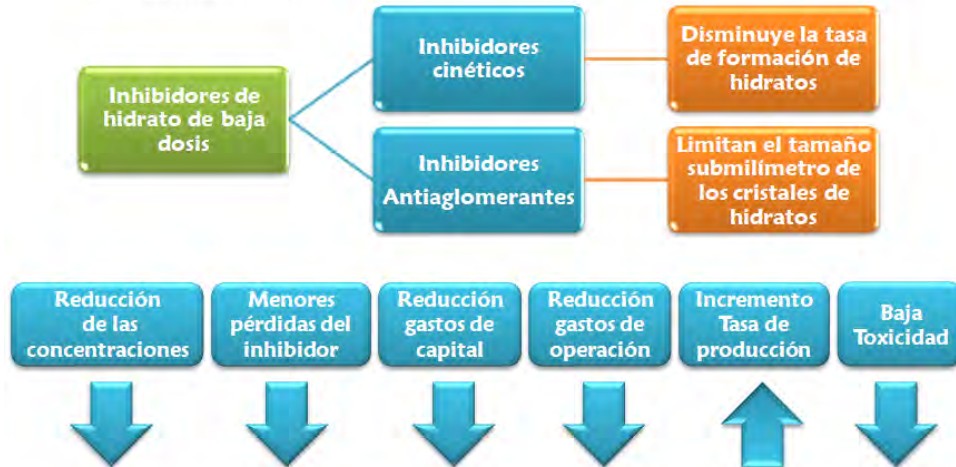 Inhibidores de
hidrato de baja
dosis
Inhibidores
cinéticos
Disminuye la tasa
de formación de
hidratos
Inhibidores
Antiaglomerantes
Limitan el tamaño
submilímetro de
los cristales de
hidratos
Reducción
de las
concentraciones
Menores
pérdidas del
inhibidor
Reducción
gastos de
capital
Reducción
gastos de
operación
Incremento
Tasa de
producción
Baja
Toxicidad